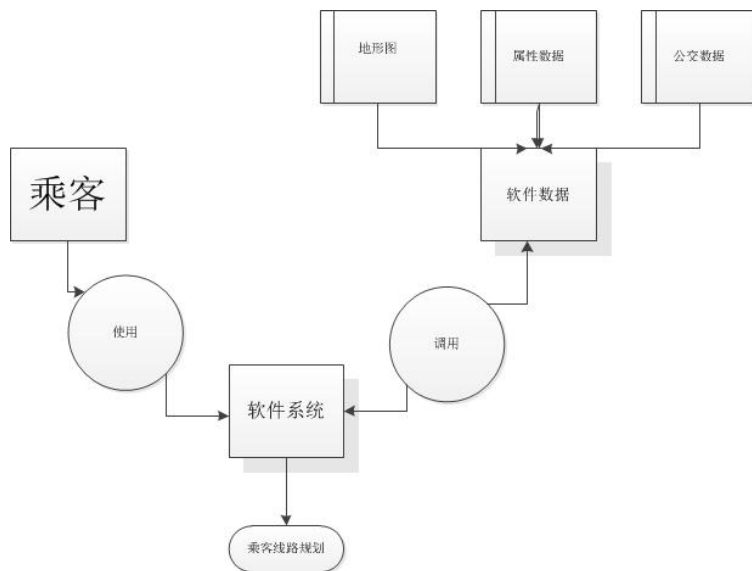 地形图
属性数据
公交数据
乘客
软件数据
使用
调用
软件系统
乘客线路规划